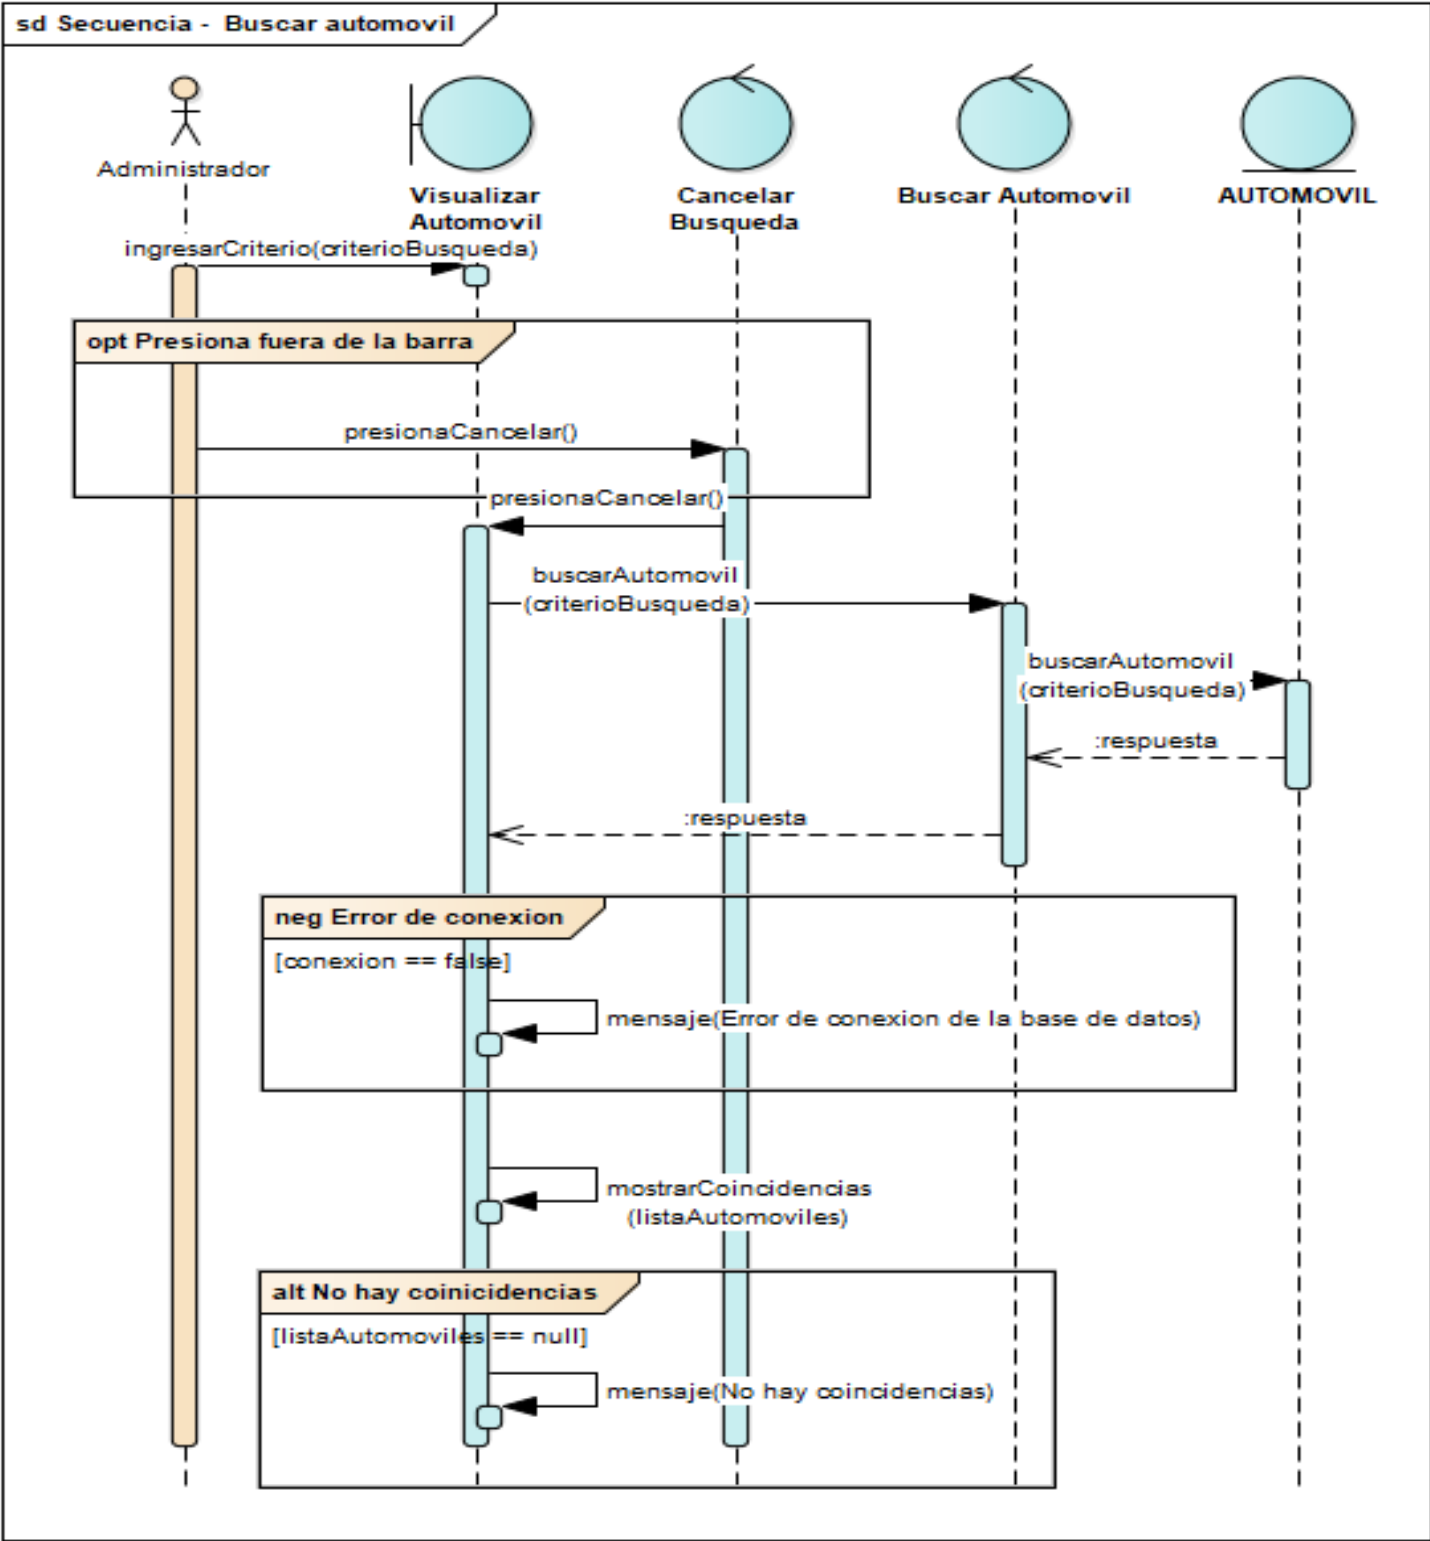 sd Secuencia - Buscar automovil
Administrador
Visualizar
Automovil
Cancelar
Busqueda
Buscar Automovil
AUTOMOVIL
ingresarCriterio(criterioBusqueda)
opt Presiona fuera de la barra
presionaCancelar()
presionaCancelar()
buscarAutomovil
(criterioBusqueda)
buscarAutomovil
(criterioBusqueda)
:respuesta
:respuesta
neg Error de conexion
[conexion == false]
mensaje(Error de conexion de la base de datos)
mostrarCoincidencias
(listaAutomoviles)
alt No hay coinicidencias
[listaAutomoviles == null]
mensaje(No hay coincidencias)